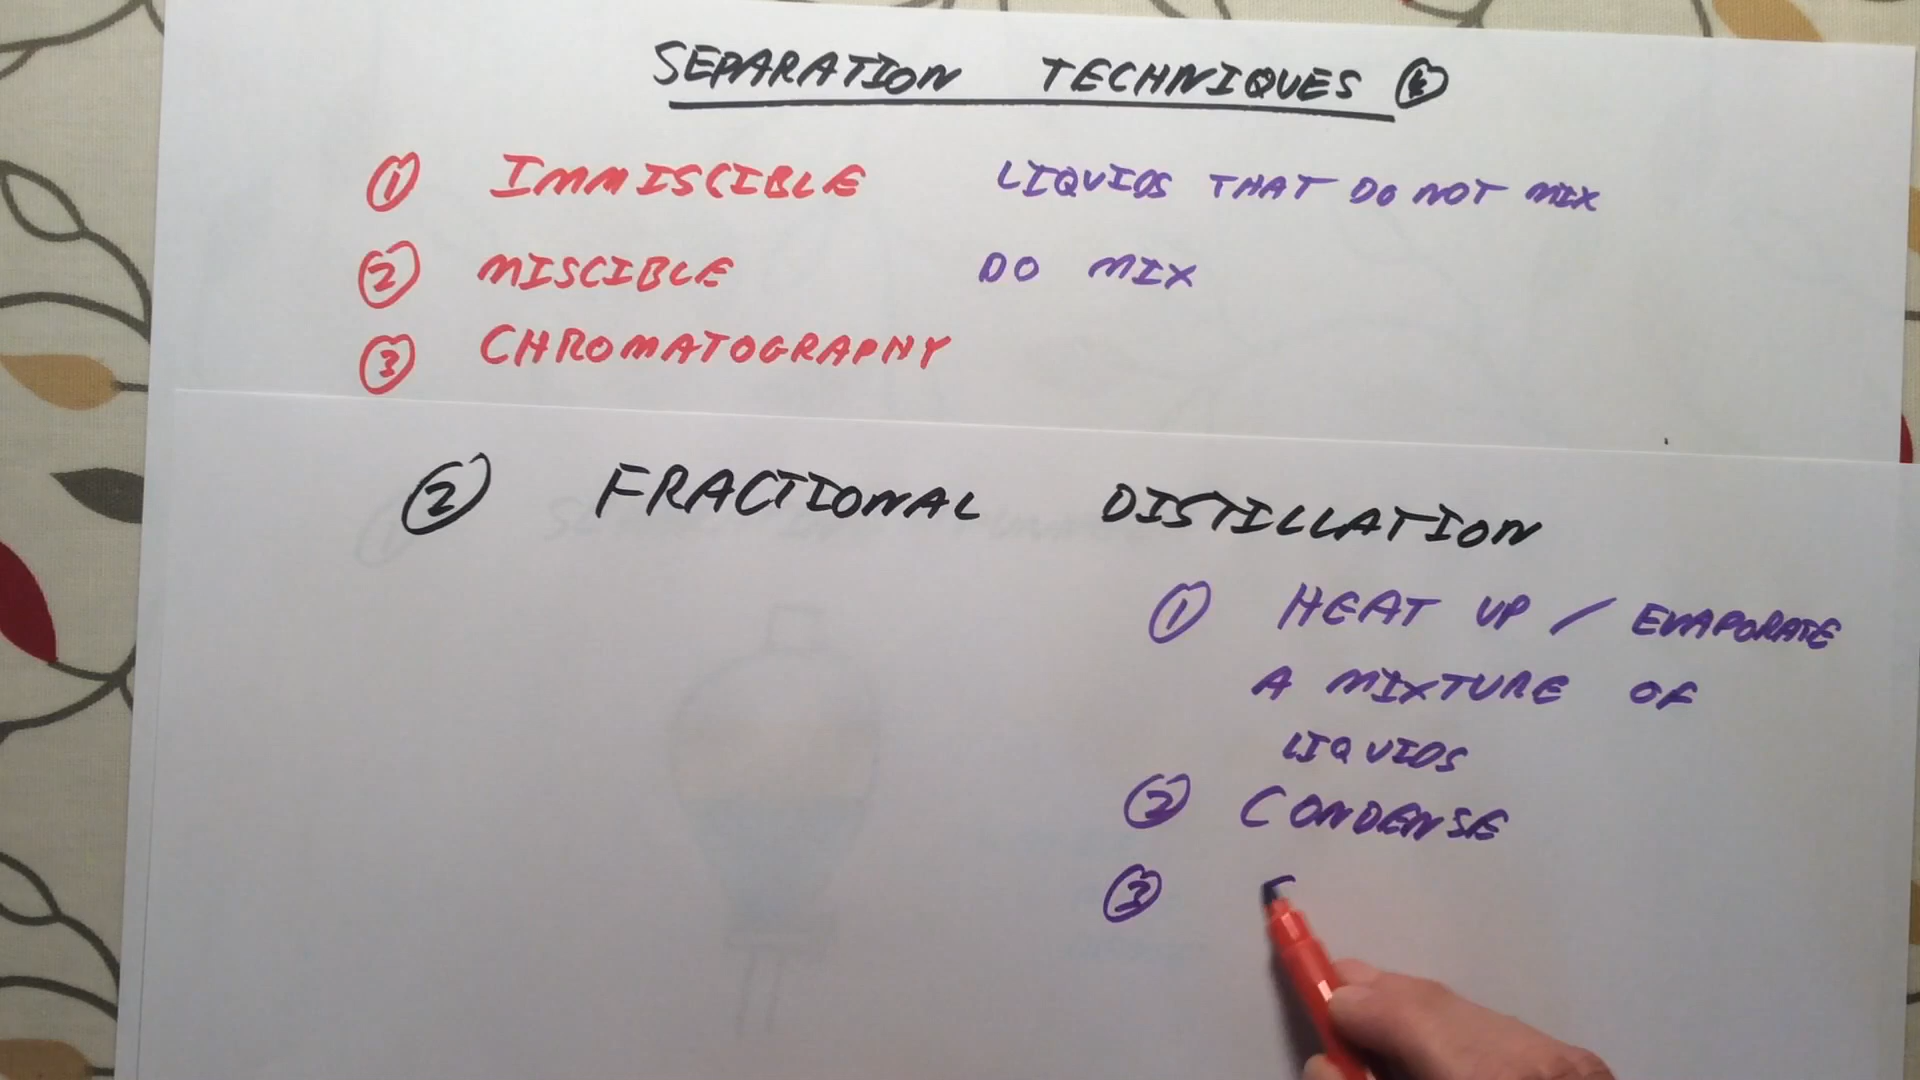 SEPARATION TECHNIQUES
① IMMISCIBLE LIQUIDS THAT DO NOT MIX
② MISCIBLE DO MIX
③ CHROMATOGRAPHY
② FRACTIONAL DISTILLATION
① HEAT UP / EVAPORATE
A MIXTURE OF
LIQUIDS
② CONDENSE
③